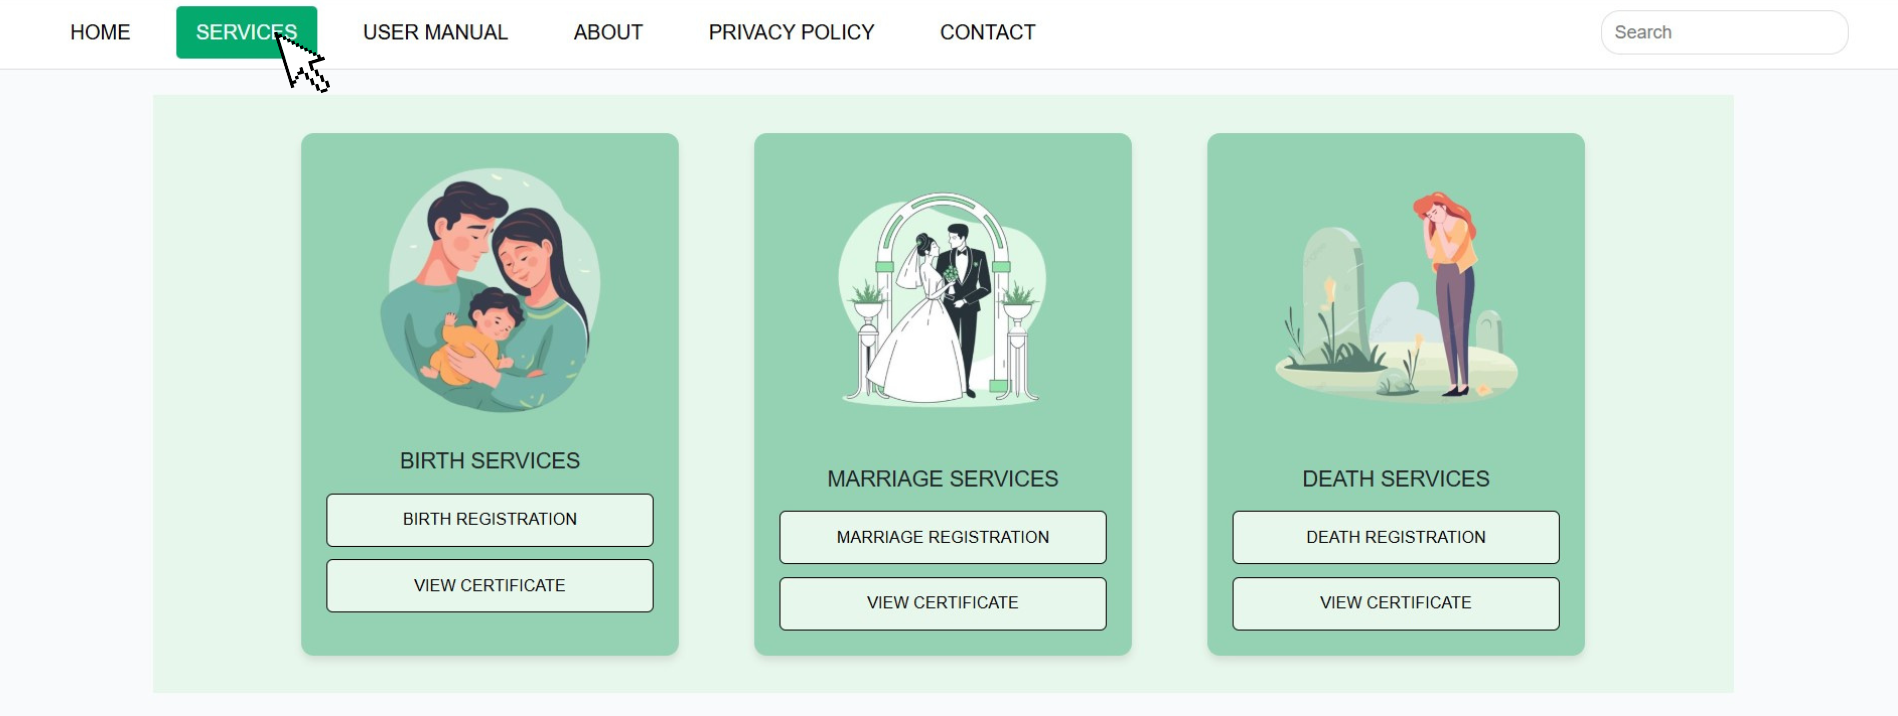 HOME SERVICES USER MANUAL ABOUT PRIVACY POLICY CONTACT Search
BIRTH SERVICES
BIRTH REGISTRATION
VIEW CERTIFICATE
MARRIAGE SERVICES
MARRIAGE REGISTRATION
VIEW CERTIFICATE
DEATH SERVICES
DEATH REGISTRATION
VIEW CERTIFICATE